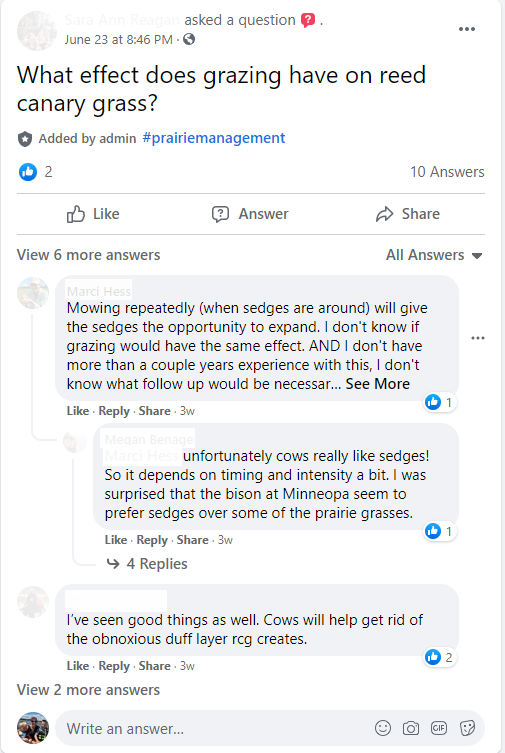 Sara Ann Reagan asked a question .
June 23 at 8:46 PM ·
What effect does grazing have on reed
canary grass?
Added by admin #prairiemanagement
2
10 Answers
Like
Answer
Share
View 6 more answers
All Answers
Marci Hess
Mowing repeatedly (when sedges are around) will give
the sedges the opportunity to expand. I don't know if
grazing would have the same effect. AND I don't have
more than a couple years experience with this, I don't
know what follow up would be necessar... See More
1
Like · Reply · Share · 3w
Megan Benage
Marci Hess unfortunately cows really like sedges!
So it depends on timing and intensity a bit. I was
surprised that the bison at Minneopa seem to
prefer sedges over some of the prairie grasses.
1
Like · Reply · Share · 3w
4 Replies
I've seen good things as well. Cows will help get rid of
the obnoxious duff layer rcg creates.
2
Like · Reply · Share · 3w
View 2 more answers
Write an answer...
GIF